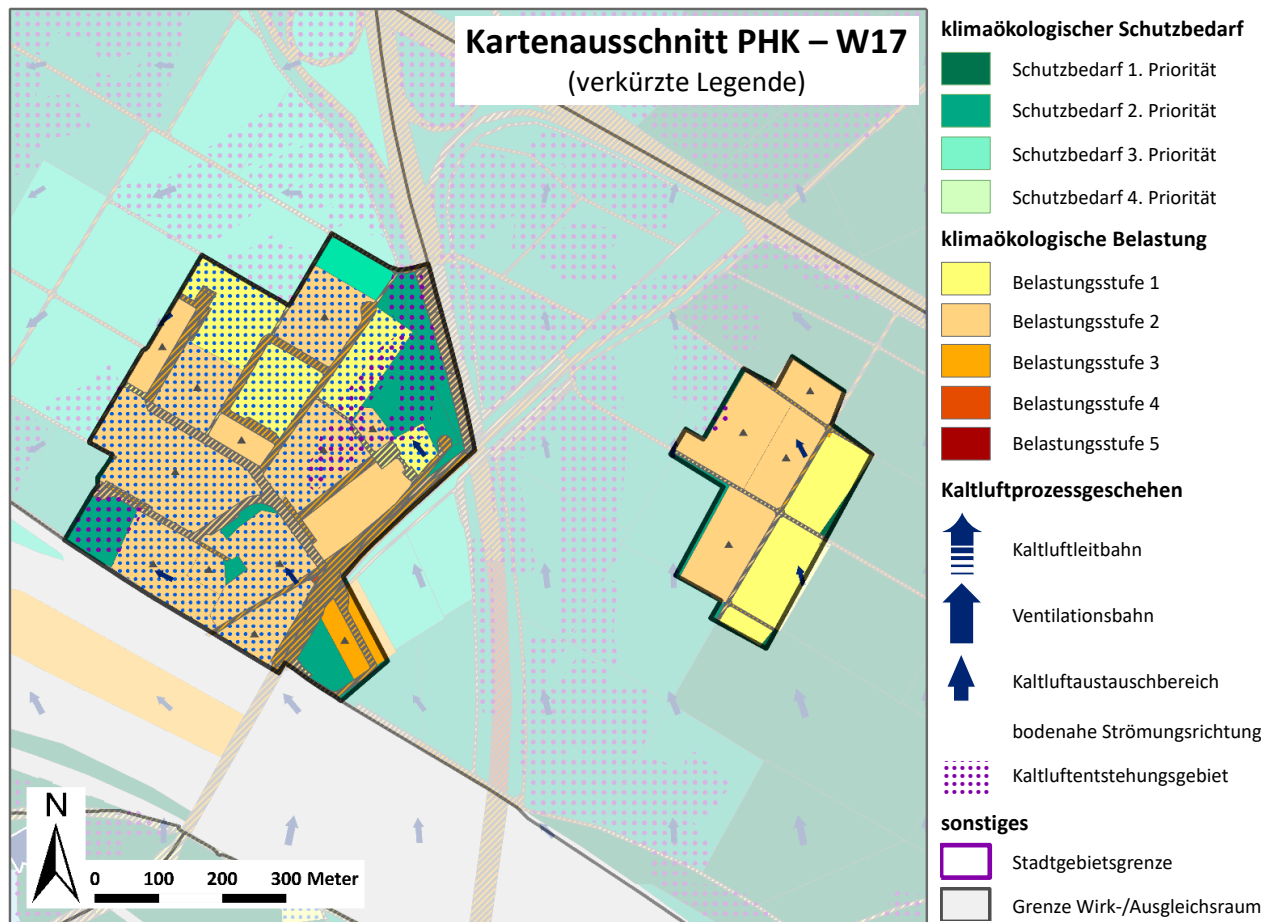 Kartenausschnitt PHK – W17
(verkürzte Legende)
klimaökologischer Schutzbedarf
Schutzbedarf 1. Priorität
Schutzbedarf 2. Priorität
Schutzbedarf 3. Priorität
Schutzbedarf 4. Priorität
klimaökologische Belastung
Belastungsstufe 1
Belastungsstufe 2
Belastungsstufe 3
Belastungsstufe 4
Belastungsstufe 5
Kaltluftprozessgeschehen
Kaltluftleitbahn
Ventilationsbahn
Kaltluftaustauschbereich
bodenahe Strömungsrichtung
Kaltluftentstehungsgebiet
sonstiges
Stadtgebietsgrenze
Grenze Wirk-/Ausgleichsraum
N
0 100 200 300 Meter